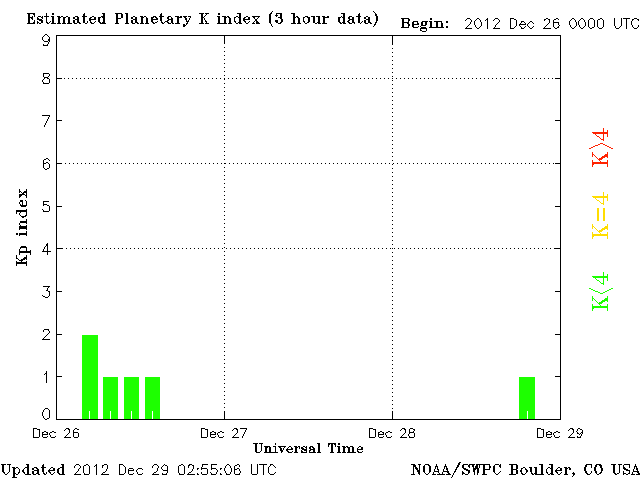 Estimated Planetary K index (3 hour data) Begin: 2012 Dec 26 0000 UTC
9
8
7
6
5
4
3
2
1
0
Kp index
K>4
K=4
K<4
Dec 26 Dec 27 Dec 28 Dec 29
Universal Time
Updated 2012 Dec 29 02:55:06 UTC NOAA/SWPC Boulder, CO USA